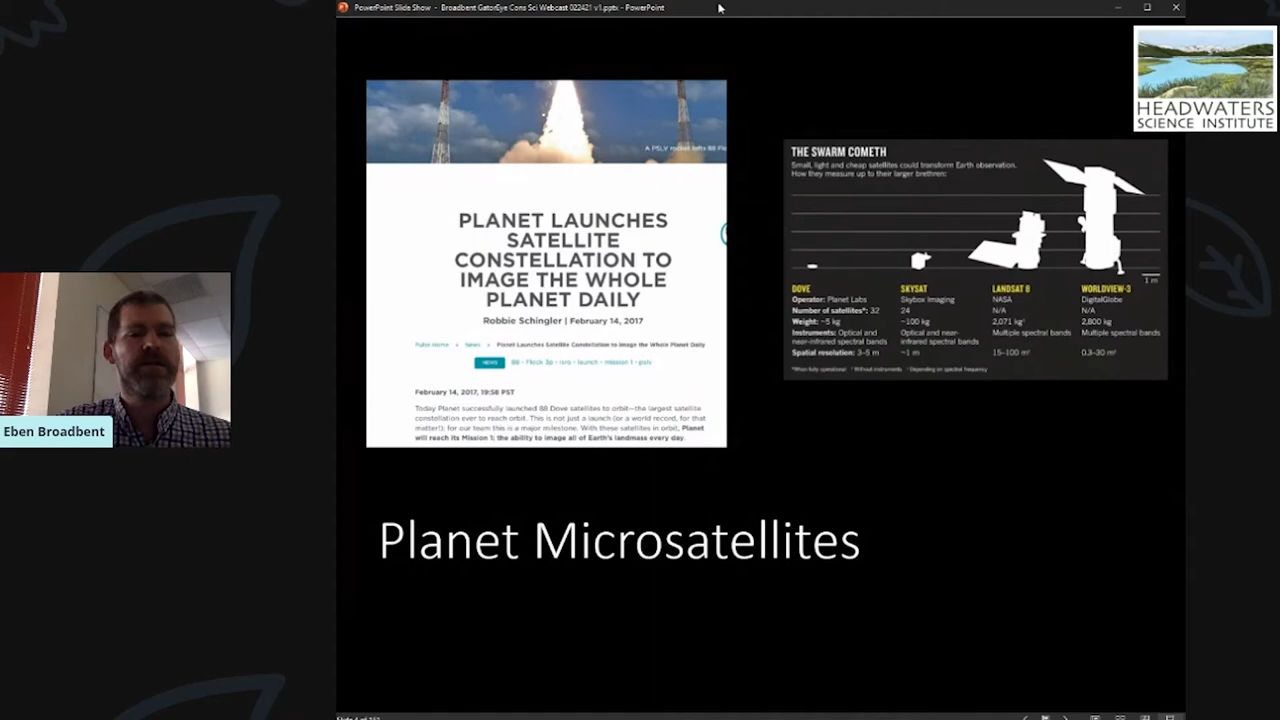 PowerPoint Slide Show - Broadbent GatorEye Cons Sci Webcast 022421 v1.pptx - PowerPoint
HEADWATERS
SCIENCE INSTITUTE
A PSLV rocket lofts 88 Flo
PLANET LAUNCHES
SATELLITE
CONSTELLATION TO
IMAGE THE WHOLE
PLANET DAILY
Robbie Schingler | February 14, 2017
Pulse Home » News » Planet Launches Satellite Constellation to Image the Whole Planet Daily
NEWS 88 - Flock 3p - isro - launch - mission 1 - pslv
February 14, 2017, 19:58 PST
Today Planet successfully launched 88 Dove satellites to orbit—the largest satellite
constellation ever to reach orbit. This is not just a launch (or a world record, for that
matter!); for our team this is a major milestone. With these satellites in orbit, Planet
will reach its Mission 1: the ability to image all of Earth's landmass every day.
THE SWARM COMETH
Small, light and cheap satellites could transform Earth observation.
How they measure up to their larger brethren:
1 m
DOVE
Operator: Planet Labs
Number of satellites*: 32
Weight: ~5 kg
Instruments: Optical and
near-infrared spectral bands
Spatial resolution: 3–5 m
SKYSAT
Skybox Imaging
24
~100 kg
Optical and near-
infrared spectral bands
~1 m
LANDSAT 8
NASA
N/A
2,071 kg†
Multiple spectral bands
15–100 m‡
WORLDVIEW-3
DigitalGlobe
N/A
2,800 kg
Multiple spectral bands
0.3–30 m‡
*When fully operational †Without instruments ‡Depending on spectral frequency
Eben Broadbent
Planet Microsatellites